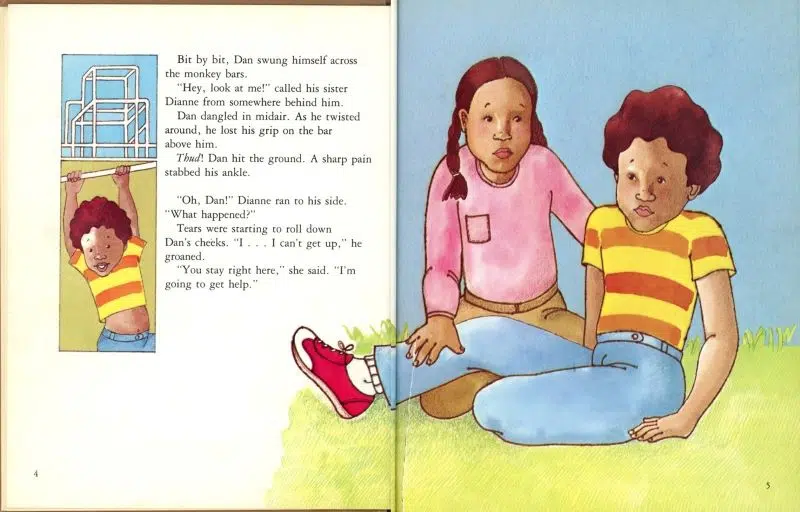 Bit by bit, Dan swung himself across
the monkey bars.
"Hey, look at me!" called his sister
Dianne from somewhere behind him.
Dan dangled in midair. As he twisted
around, he lost his grip on the bar
above him.
Thud! Dan hit the ground. A sharp pain
stabbed his ankle.
"Oh, Dan!" Dianne ran to his side.
"What happened?"
Tears were starting to roll down
Dan's cheeks. "I . . . I can't get up," he
groaned.
"You stay right here," she said. "I'm
going to get help."
4
5